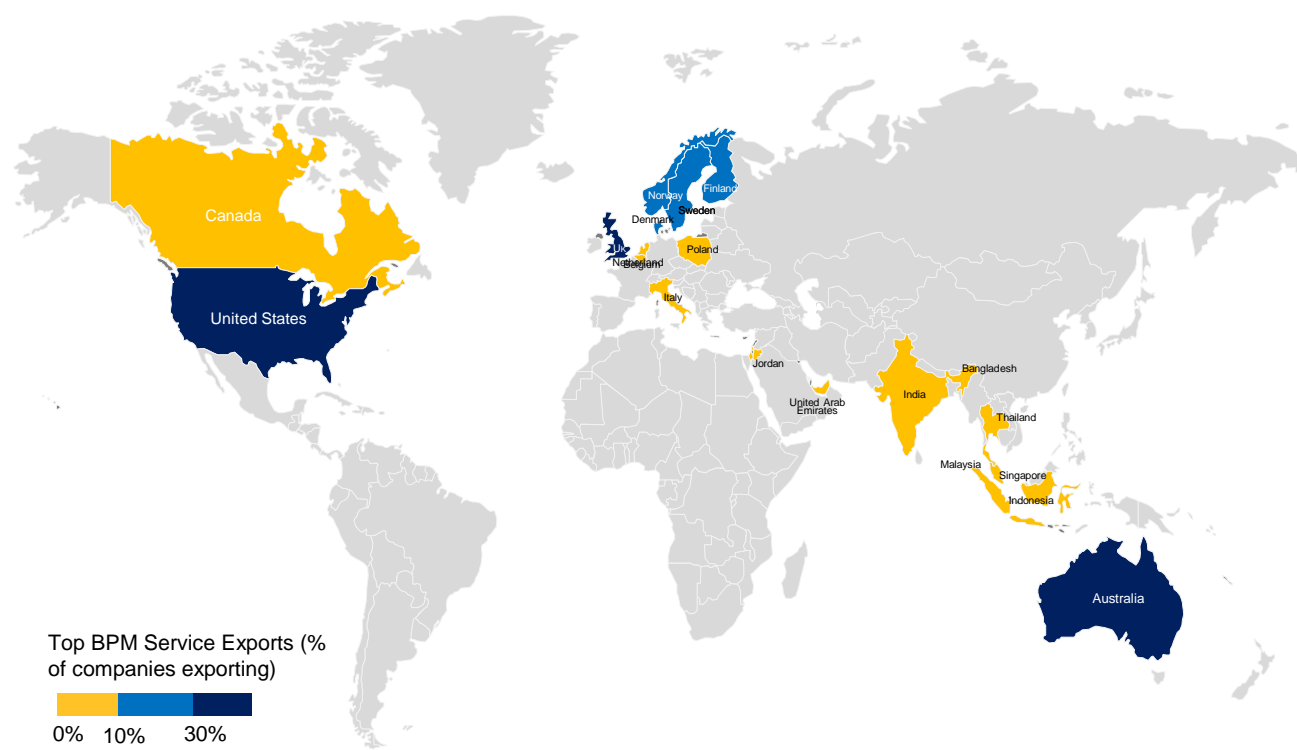 Canada
United States
Norway
Finland
Sweden
Denmark
UK
Netherland
Belgium
Poland
Italy
Jordan
United Arab
Emirates
India
Bangladesh
Thailand
Malaysia
Singapore
Indonesia
Australia
Top BPM Service Exports (%
of companies exporting)
0% 10% 30%